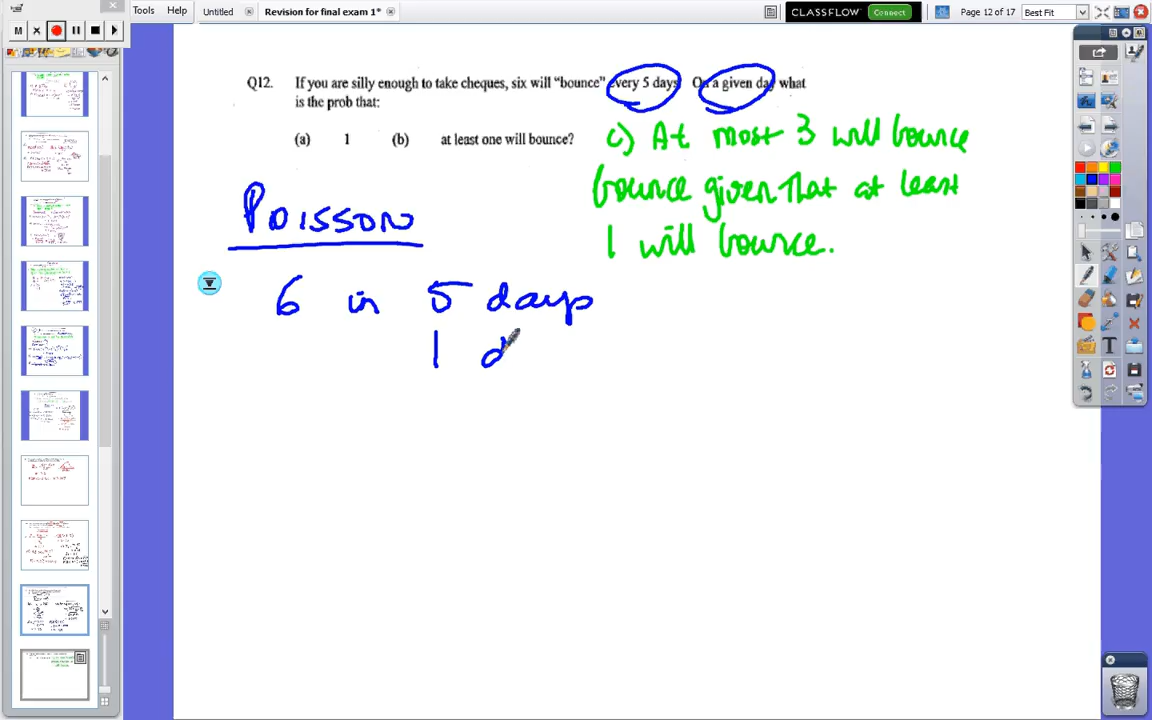 M
Tools Help Untitled Revision for final exam 1* CLASSFLOW Connect Page 12 of 17 Best Fit
Q12. If you are silly enough to take cheques, six will "bounce" every 5 days On a given day what
is the prob that:
(a) 1 (b) at least one will bounce?
c) At most 3 will bounce
bounce given that at least
1 will bounce.
POISSON
6 in 5 days
1 d
T